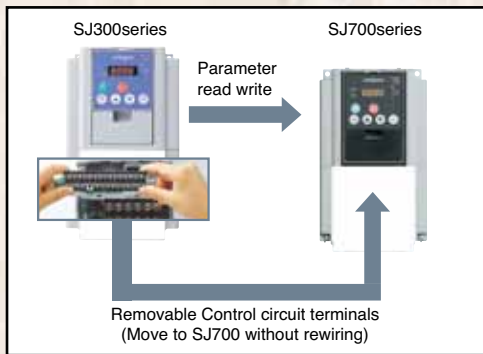 SJ300series
SJ700series
Parameter
read write
Removable Control circuit terminals
(Move to SJ700 without rewiring)